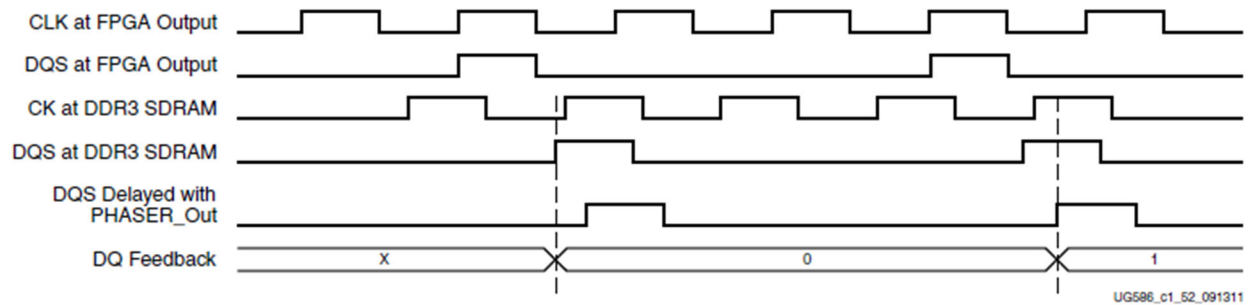 CLK at FPGA Output
DQS at FPGA Output
CK at DDR3 SDRAM
DQS at DDR3 SDRAM
DQS Delayed with
PHASER_Out
DQ Feedback
X
0
1
UG586_c1_52_091311